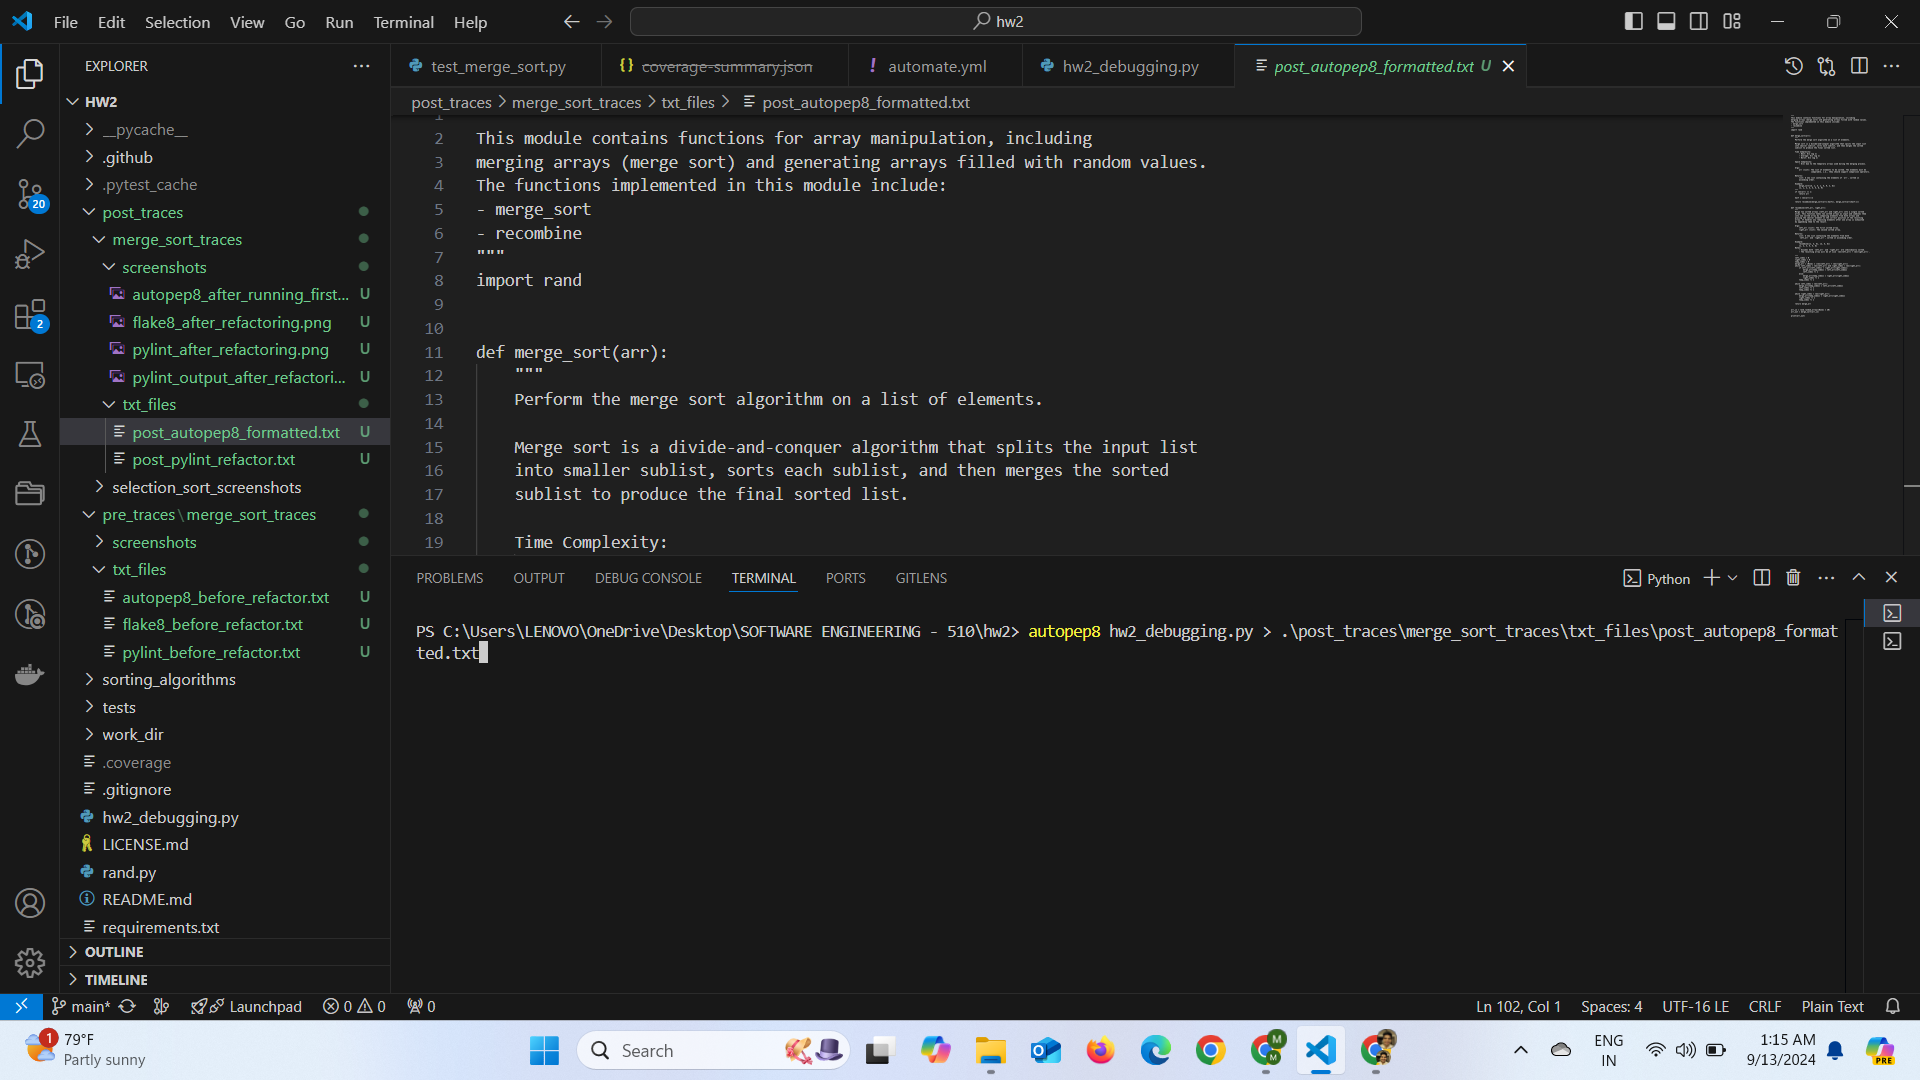 File Edit Selection View Go Run Terminal Help
hw2
EXPLORER
test_merge_sort.py
coverage-summary.json
automate.yml
hw2_debugging.py
post_autopep8_formatted.txt U
HW2
post_traces > merge_sort_traces > txt_files > post_autopep8_formatted.txt
__pycache__
.github
.pytest_cache
post_traces
merge_sort_traces
screenshots
autopep8_after_running_first... U
flake8_after_refactoring.png U
pylint_after_refactoring.png U
pylint_output_after_refactori... U
txt_files
post_autopep8_formatted.txt U
post_pylint_refactor.txt U
selection_sort_screenshots
pre_traces\merge_sort_traces
screenshots
txt_files
autopep8_before_refactor.txt U
flake8_before_refactor.txt U
pylint_before_refactor.txt U
sorting_algorithms
tests
work_dir
.coverage
.gitignore
hw2_debugging.py
LICENSE.md
rand.py
README.md
requirements.txt
OUTLINE
TIMELINE
20
2
1
2 This module contains functions for array manipulation, including
3 merging arrays (merge sort) and generating arrays filled with random values.
4 The functions implemented in this module include:
5 - merge_sort
6 - recombine
7 """
8 import rand
9
10
11 def merge_sort(arr):
12 """
13 Perform the merge sort algorithm on a list of elements.
14
15 Merge sort is a divide-and-conquer algorithm that splits the input list
16 into smaller sublist, sorts each sublist, and then merges the sorted
17 sublist to produce the final sorted list.
18
19 Time Complexity:
PROBLEMS OUTPUT DEBUG CONSOLE TERMINAL PORTS GITLENS
Python
PS C:\Users\LENOVO\OneDrive\Desktop\SOFTWARE ENGINEERING - 510\hw2> autopep8 hw2_debugging.py > .\post_traces\merge_sort_traces\txt_files\post_autopep8_format
ted.txt
main* Launchpad 0 0 0
Ln 102, Col 1 Spaces: 4 UTF-16 LE CRLF Plain Text
1
79°F
Partly sunny
Search
M
M
ENG
IN
1:15 AM
9/13/2024
PRE